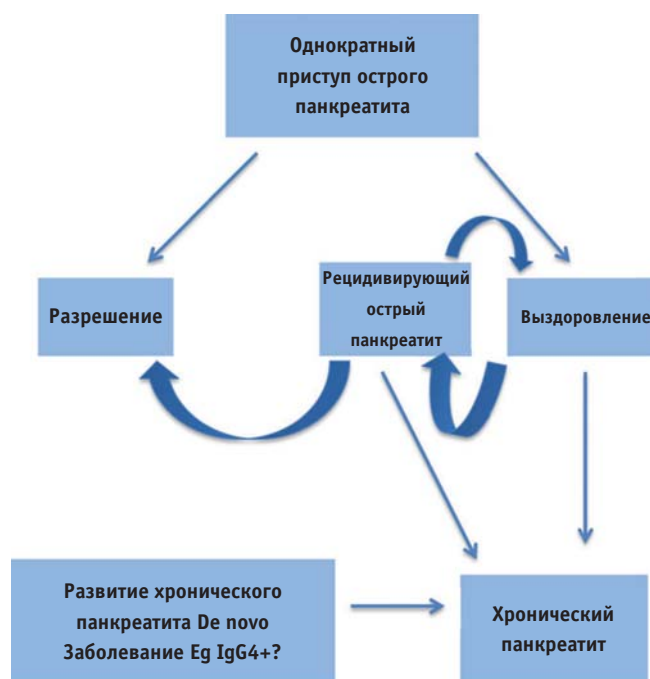 Однократный
приступ острого
панкреатита
Разрешение
Рецидивирующий
острый
панкреатит
Выздоровление
Развитие хронического
панкреатита De novo
Заболевание Eg IgG4+?
Хронический
панкреатит